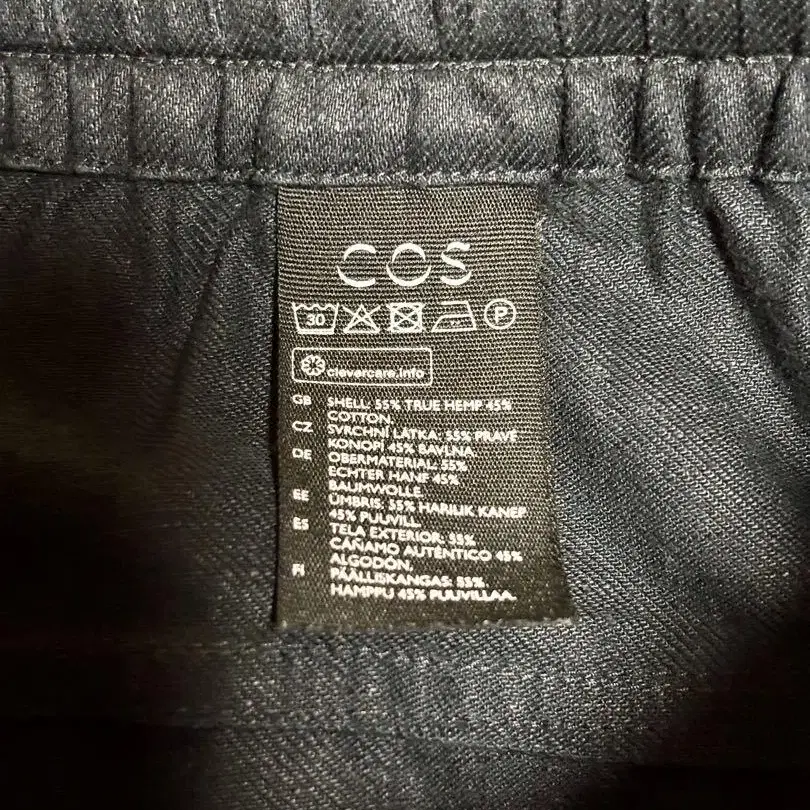 COS
30
P
clevercare.info
GB SHELL: 55% TRUE HEMP 45%
COTTON.
CZ SVRCHNÍ LÁTKA: 55% PRAVÉ
KONOPÍ 45% BAVLNA
DE OBERMATERIAL: 55%
ECHTER HANF 45%
BAUMWOLLE
EE ÜMBRIS: 55% HARILIK KANEP
45% PUUVILL
ES TELA EXTERIOR: 55%
CÁÑAMO AUTÉNTICO 45%
ALGODÓN.
FI PÄÄLLISKANGAS: 55%
HAMPPU 45% PUUVILLAA.